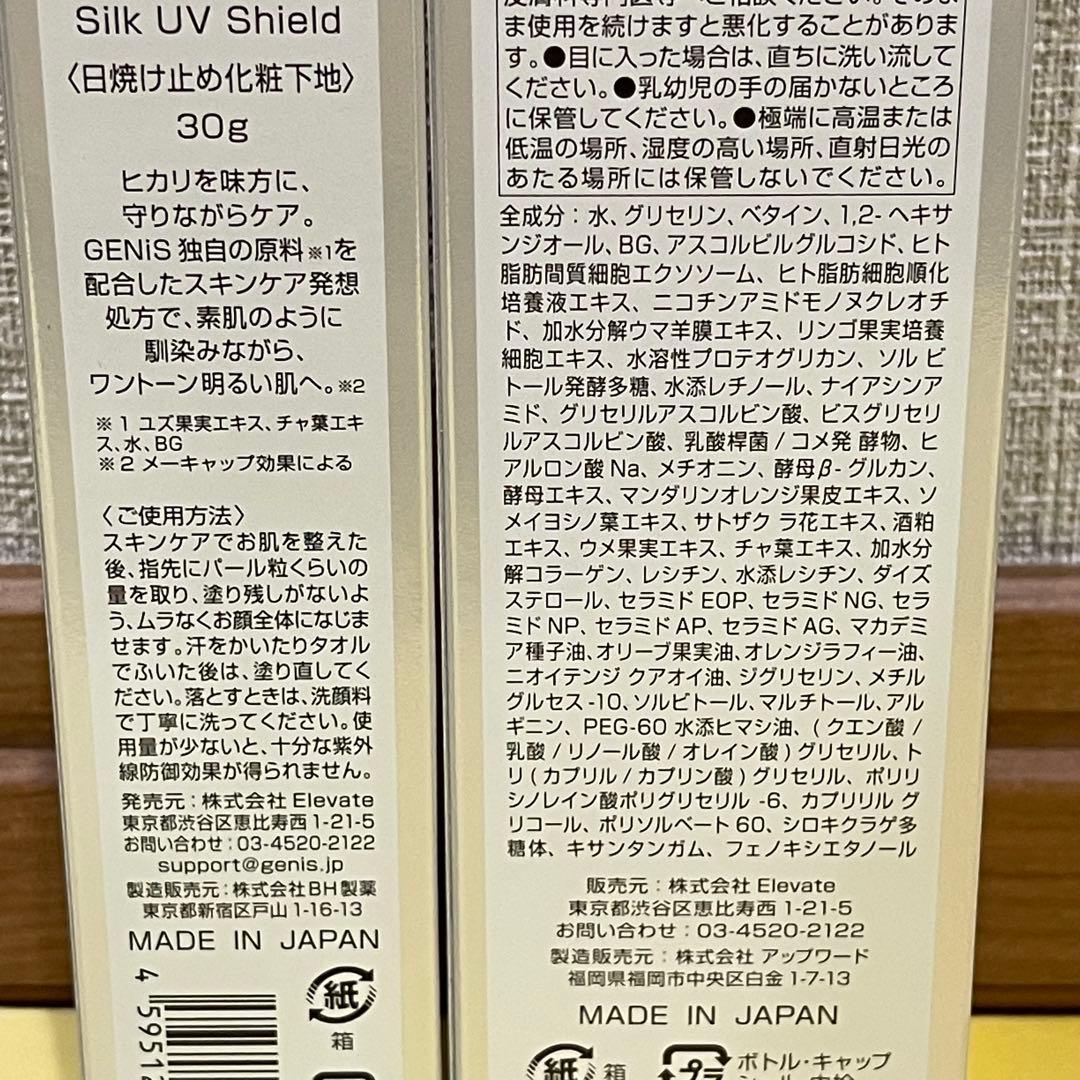 Silk UV Shield
〈日焼け止め化粧下地〉
30g
ヒカリを味方に、
守りながらケア。
GENiS 独自の原料※1を
配合したスキンケア発想
処方で、素肌のように
馴染みながら、
ワントーン明るい肌へ。※2
※1 ユズ果実エキス、チャ葉エキ
ス、水、BG
※2 メーキャップ効果による
〈ご使用方法〉
スキンケアでお肌を整えた
後、指先にパール粒くらいの
量を取り、塗り残しがないよ
う、ムラなくお顔全体になじま
せます。汗をかいたりタオル
でふいた後は、塗り直してく
ださい。落とすときは、洗顔料
で丁寧に洗ってください。使
用量が少ないと、十分な紫外
線防御効果が得られません。
発売元：株式会社 Elevate
東京都渋谷区恵比寿西1-21-5
お問い合わせ：03-4520-2122
support@genis.jp
製造販売元：株式会社BH製薬
東京都新宿区戸山1-16-13
MADE IN JAPAN
紙
箱
ま使用を続けますと悪化することがありま
す。●目に入った場合は、直ちに洗い流して
ください。●乳幼児の手の届かないところ
に保管してください。●極端に高温または
低温の場所、湿度の高い場所、直射日光の
あたる場所には保管しないでください。
全成分：水、グリセリン、ベタイン、1,2-ヘキサ
ンジオール、BG、アスコルビルグルコシド、ヒト
脂肪間質細胞エクソソーム、ヒト脂肪細胞順化
培養液エキス、ニコチンアミドモノヌクレオチ
ド、加水分解ウマ羊膜エキス、リンゴ果実培養
細胞エキス、水溶性プロテオグリカン、ソルビ
トール発酵多糖、水添レチノール、ナイアシンア
ミド、グリセリルアスコルビン酸、ビスグリセリ
ルアスコルビン酸、乳酸桿菌/コメ発酵物、ヒ
アルロン酸Na、メチオニン、酵母β-グルカン、
酵母エキス、マンダリンオレンジ果皮エキス、ソ
メイヨシノ葉エキス、サトザクラ花エキス、酒粕
エキス、ウメ果実エキス、チャ葉エキス、加水分
解コラーゲン、レシチン、水添レシチン、ダイズ
ステロール、セラミドEOP、セラミドNG、セラ
ミドNP、セラミドAP、セラミドAG、マカデミ
ア種子油、オリーブ果実油、オレンジラフィー油、
ニオイテンジクアオイ油、ジグリセリン、メチル
グルセス-10、ソルビトール、マルチトール、アル
ギニン、PEG-60水添ヒマシ油、(クエン酸/
乳酸/リノール酸/オレイン酸)グリセリル、ト
リ(カプリル/カプリン酸)グリセリル、ポリリ
シノレイン酸ポリグリセリル-6、カプリリルグ
リコール、ポリソルベート60、シロキクラゲ多
糖体、キサンタンガム、フェノキシエタノール
販売元：株式会社 Elevate
東京都渋谷区恵比寿西1-21-5
お問い合わせ：03-4520-2122
製造販売元：株式会社 アップワード
福岡県福岡市中央区白金1-7-13
MADE IN JAPAN
紙
箱
プラ
ボトル・キャップ